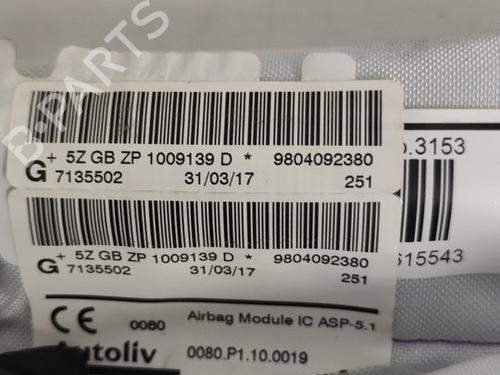 B-PARTS
+ 5Z GB ZP 1009139 D * 9804092380
G 7135502 31/03/17 251
+ 5Z GB ZP 1009139 D * 9804092380
G 7135502 31/03/17 251
CE 0080 Airbag Module IC ASP-5.1
Autoliv 0080.P1.10.0019
.3153
615543